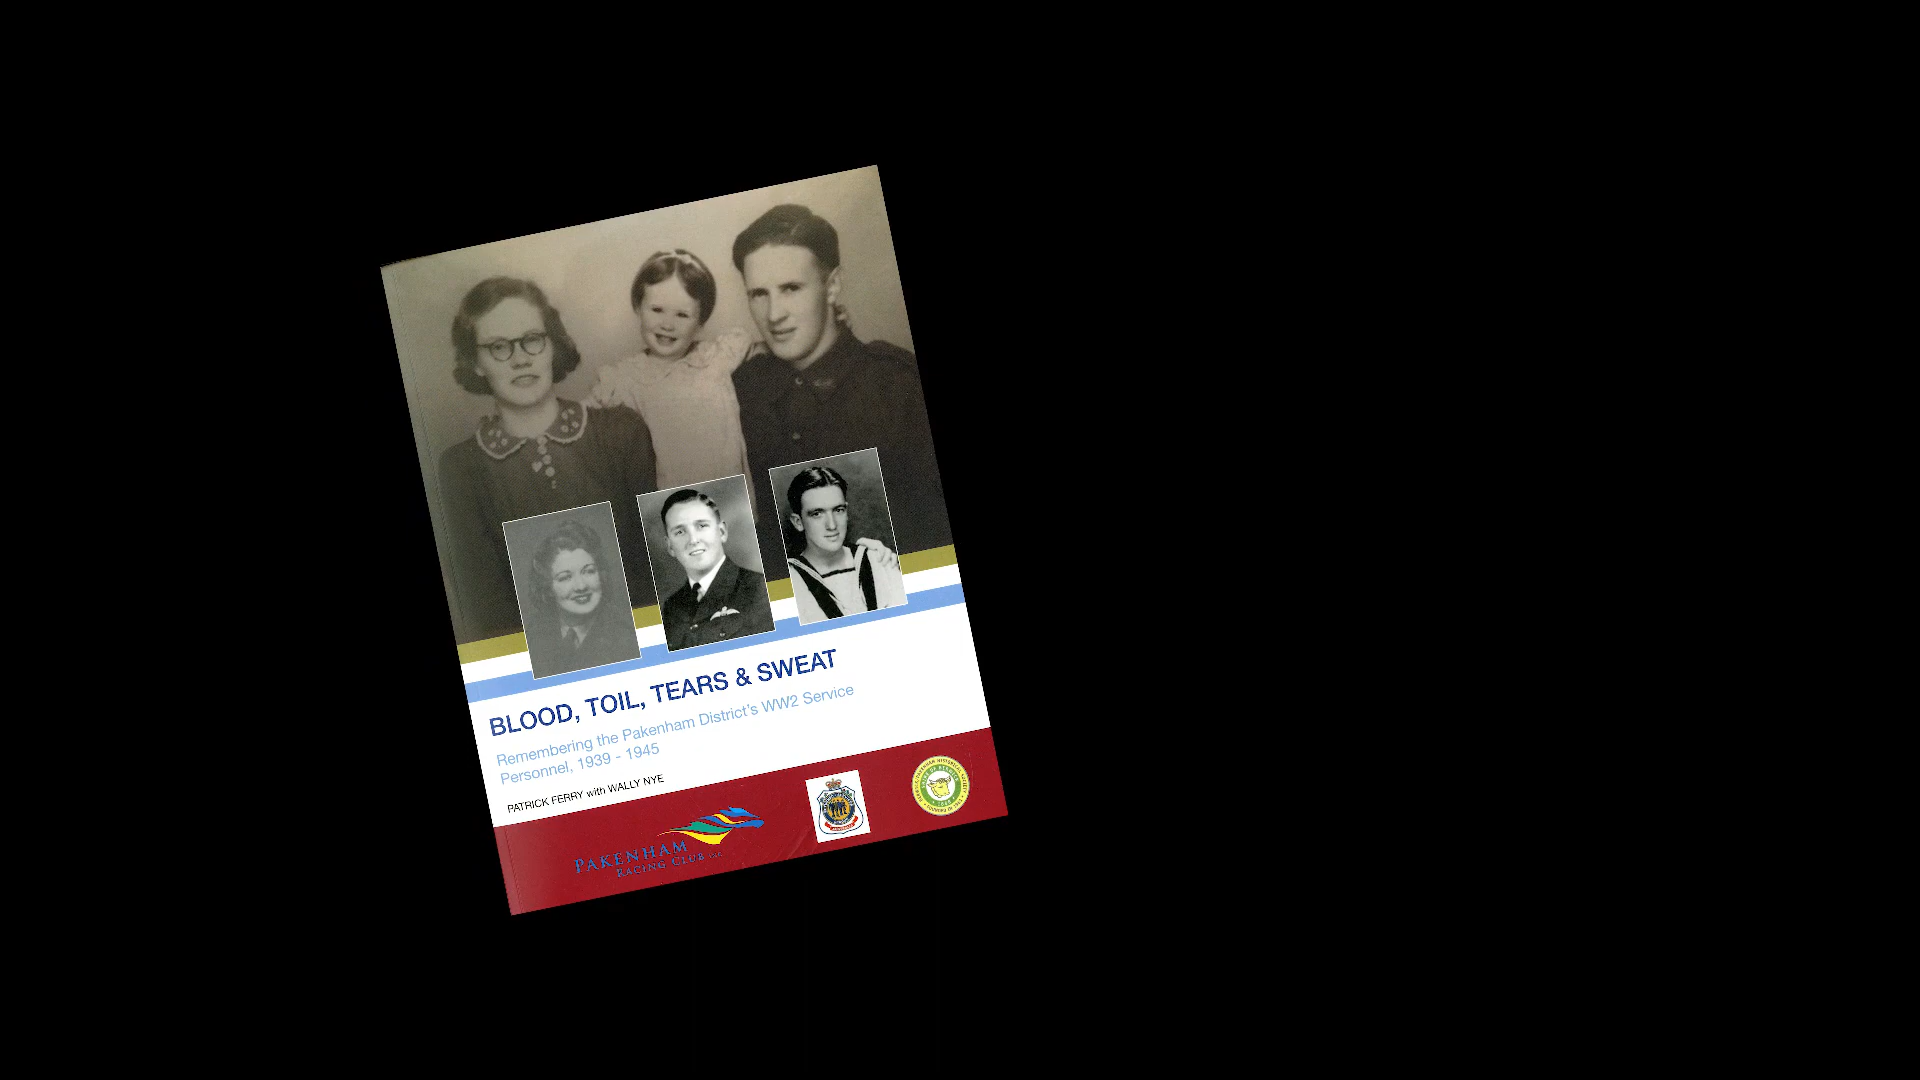 BLOOD, TOIL, TEARS & SWEAT
Remembering the Pakenham District's WW2 Service
Personnel, 1939 - 1945
PATRICK FERRY with WALLY NYE
PAKENHAM
RACING CLUB INC.